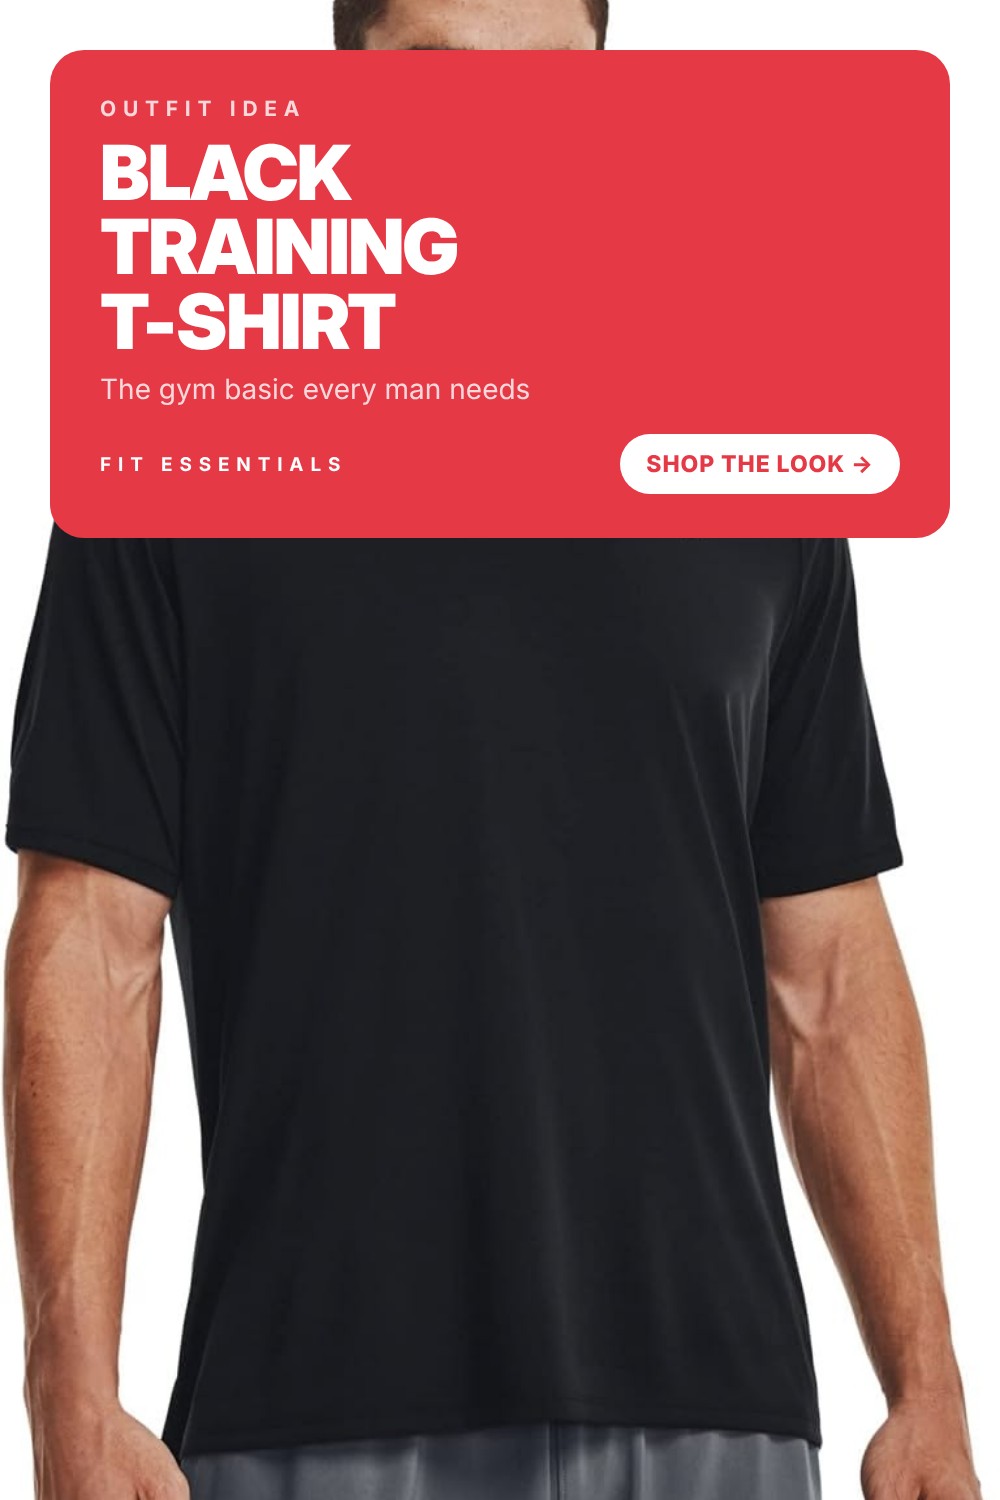 OUTFIT IDEA
BLACK
TRAINING
T-SHIRT
The gym basic every man needs
FIT ESSENTIALS
SHOP THE LOOK →